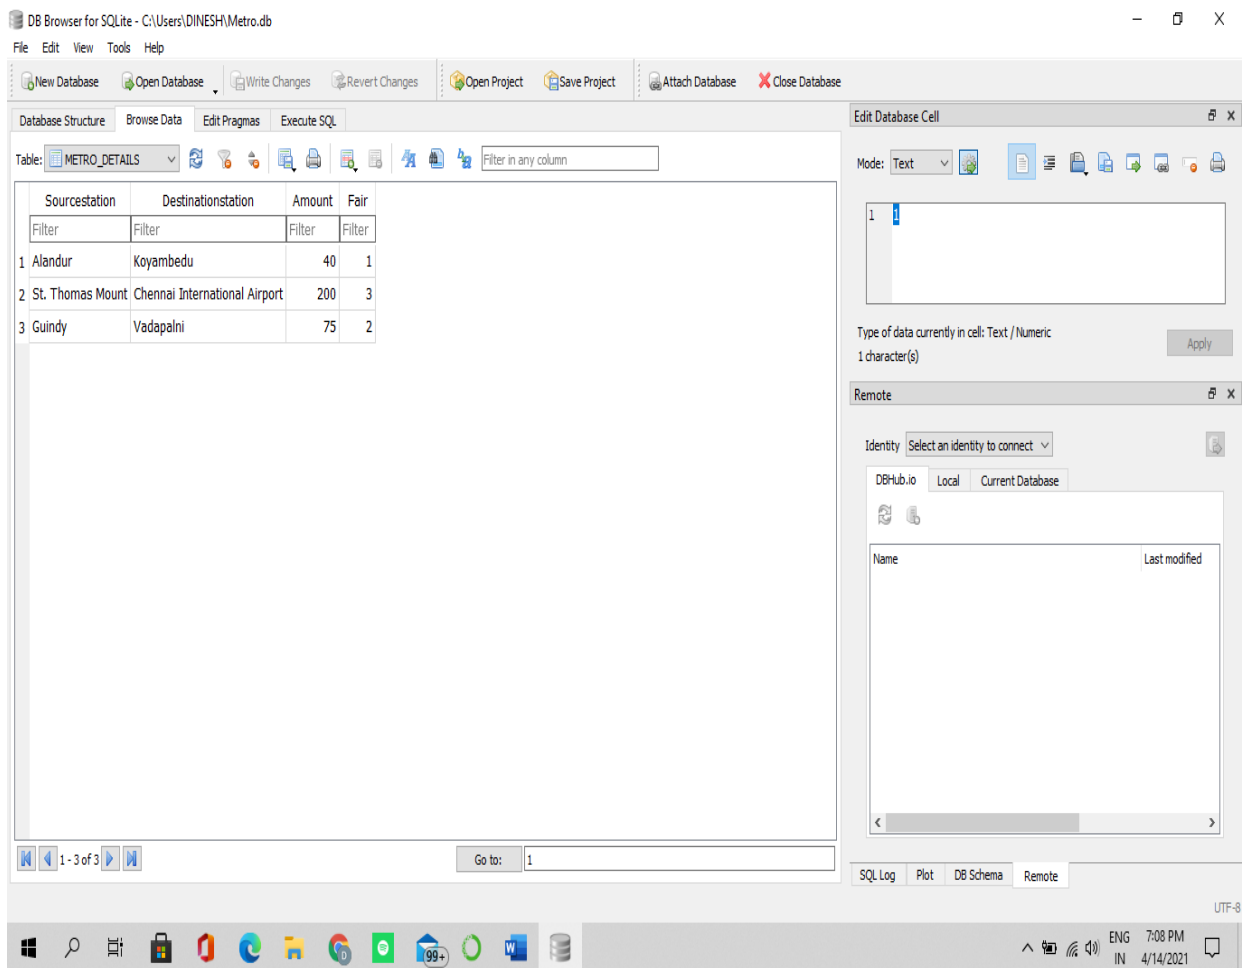 DB Browser for SQLite - C:\Users\DINESH\Metro.db
File Edit View Tools Help
New Database Open Database Write Changes Revert Changes Open Project Save Project Attach Database Close Database
Database Structure Browse Data Edit Pragmas Execute SQL
Table: METRO_DETAILS Filter in any column
Sourcestation Destinationstation Amount Fair
Filter Filter Filter Filter
1 Alandur Koyambedu 40 1
2 St. Thomas Mount Chennai International Airport 200 3
3 Guindy Vadapalni 75 2
1 - 3 of 3 Go to: 1
Edit Database Cell
Mode: Text
1 1
Type of data currently in cell: Text / Numeric
1 character(s)
Apply
Remote
Identity Select an identity to connect
DBHub.io Local Current Database
Name Last modified
SQL Log Plot DB Schema Remote
UTF-8
99+
ENG 7:08 PM
IN 4/14/2021